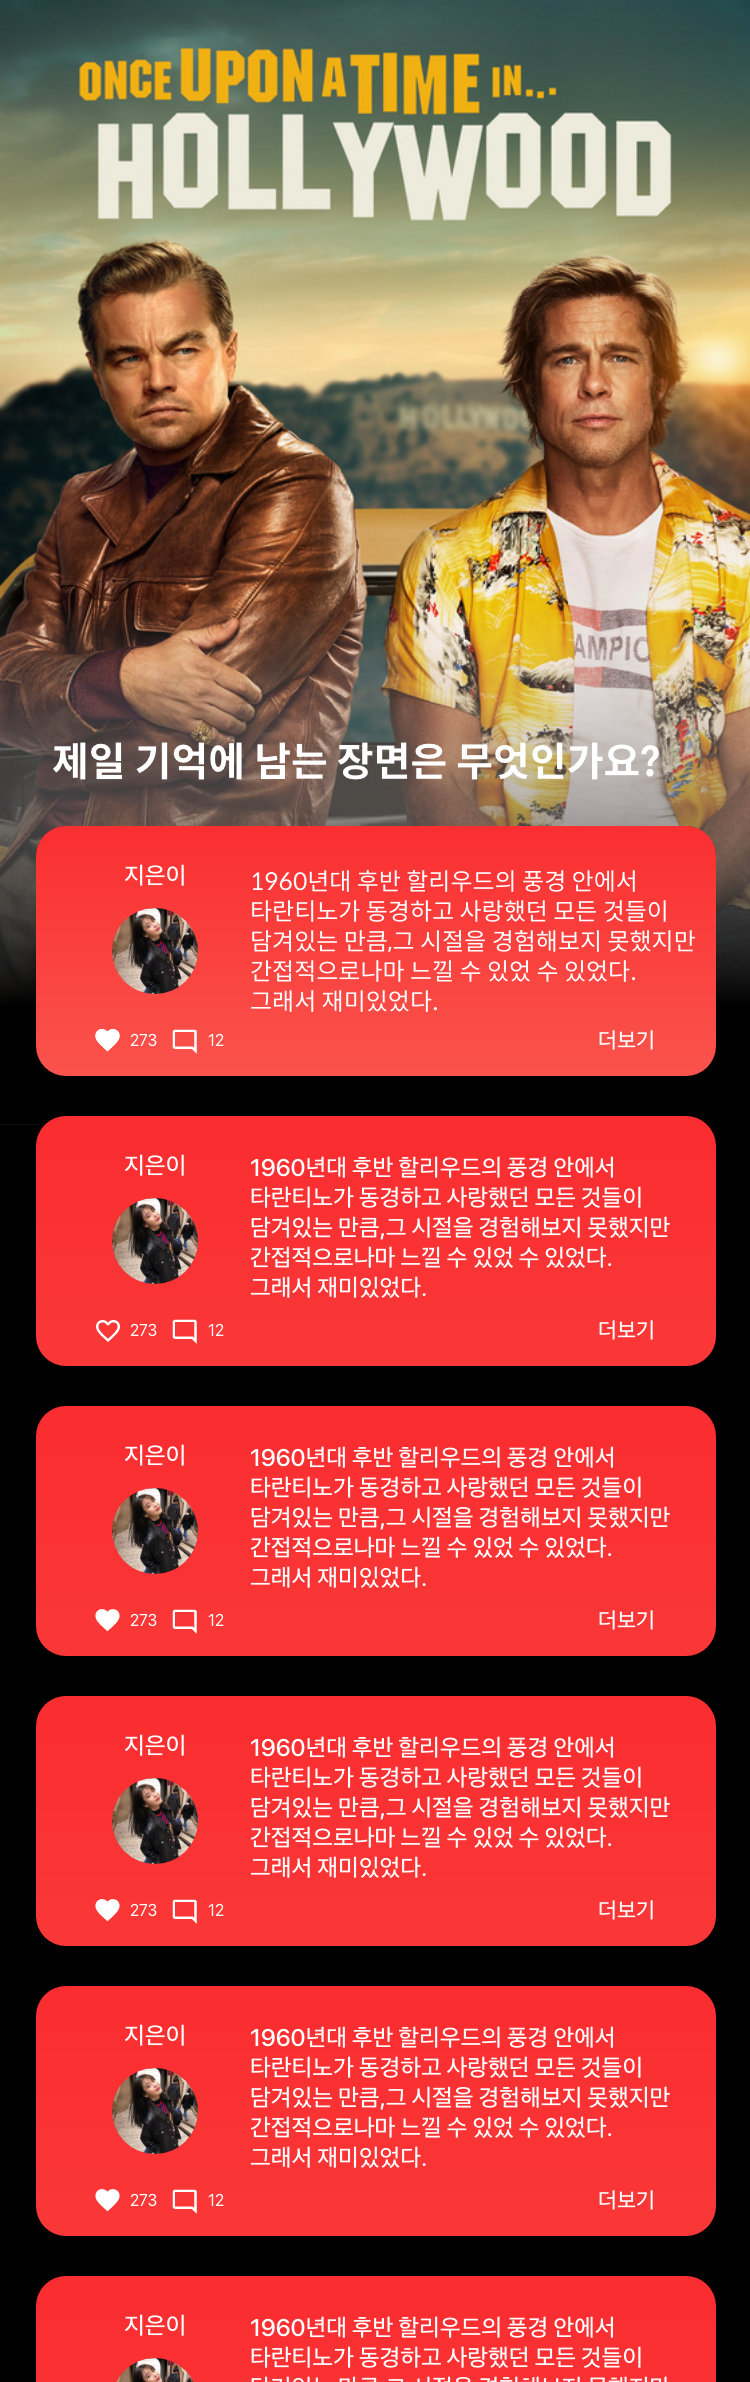 ONCE UPON A TIME IN...
HOLLYWOOD
HOLLYWOO
AMPIO
제일 기억에 남는 장면은 무엇인가요?
지은이
1960년대 후반 할리우드의 풍경 안에서
타란티노가 동경하고 사랑했던 모든 것들이
담겨있는 만큼,그 시절을 경험해보지 못했지만
간접적으로나마 느낄 수 있었 수 있었다.
그래서 재미있었다.
273 12 더보기
지은이
1960년대 후반 할리우드의 풍경 안에서
타란티노가 동경하고 사랑했던 모든 것들이
담겨있는 만큼,그 시절을 경험해보지 못했지만
간접적으로나마 느낄 수 있었 수 있었다.
그래서 재미있었다.
273 12 더보기
지은이
1960년대 후반 할리우드의 풍경 안에서
타란티노가 동경하고 사랑했던 모든 것들이
담겨있는 만큼,그 시절을 경험해보지 못했지만
간접적으로나마 느낄 수 있었 수 있었다.
그래서 재미있었다.
273 12 더보기
지은이
1960년대 후반 할리우드의 풍경 안에서
타란티노가 동경하고 사랑했던 모든 것들이
담겨있는 만큼,그 시절을 경험해보지 못했지만
간접적으로나마 느낄 수 있었 수 있었다.
그래서 재미있었다.
273 12 더보기
지은이
1960년대 후반 할리우드의 풍경 안에서
타란티노가 동경하고 사랑했던 모든 것들이
담겨있는 만큼,그 시절을 경험해보지 못했지만
간접적으로나마 느낄 수 있었 수 있었다.
그래서 재미있었다.
273 12 더보기
지은이
1960년대 후반 할리우드의 풍경 안에서
타란티노가 동경하고 사랑했던 모든 것들이